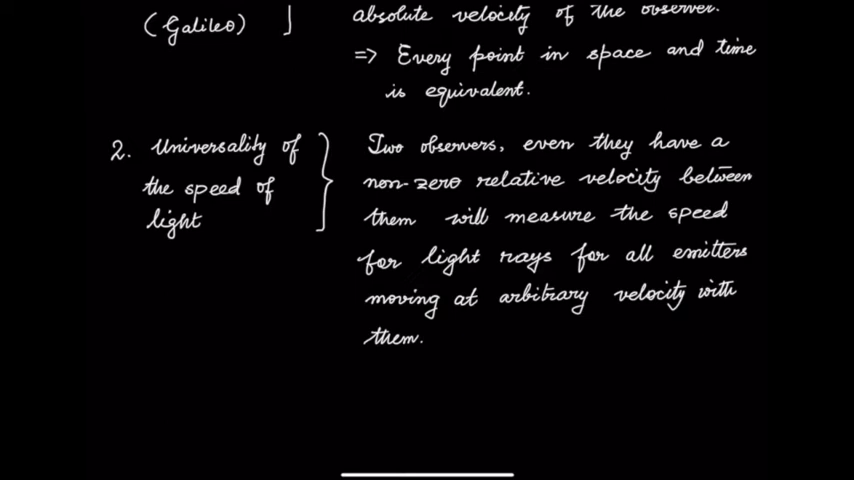 (Galileo)
absolute velocity of the observer.
=> Every point in space and time
is equivalent.
2. Universality of
the speed of
light
Two observers, even they have a
non-zero relative velocity between
them will measure the speed
for light rays for all emitters
moving at arbitrary velocity with
them.